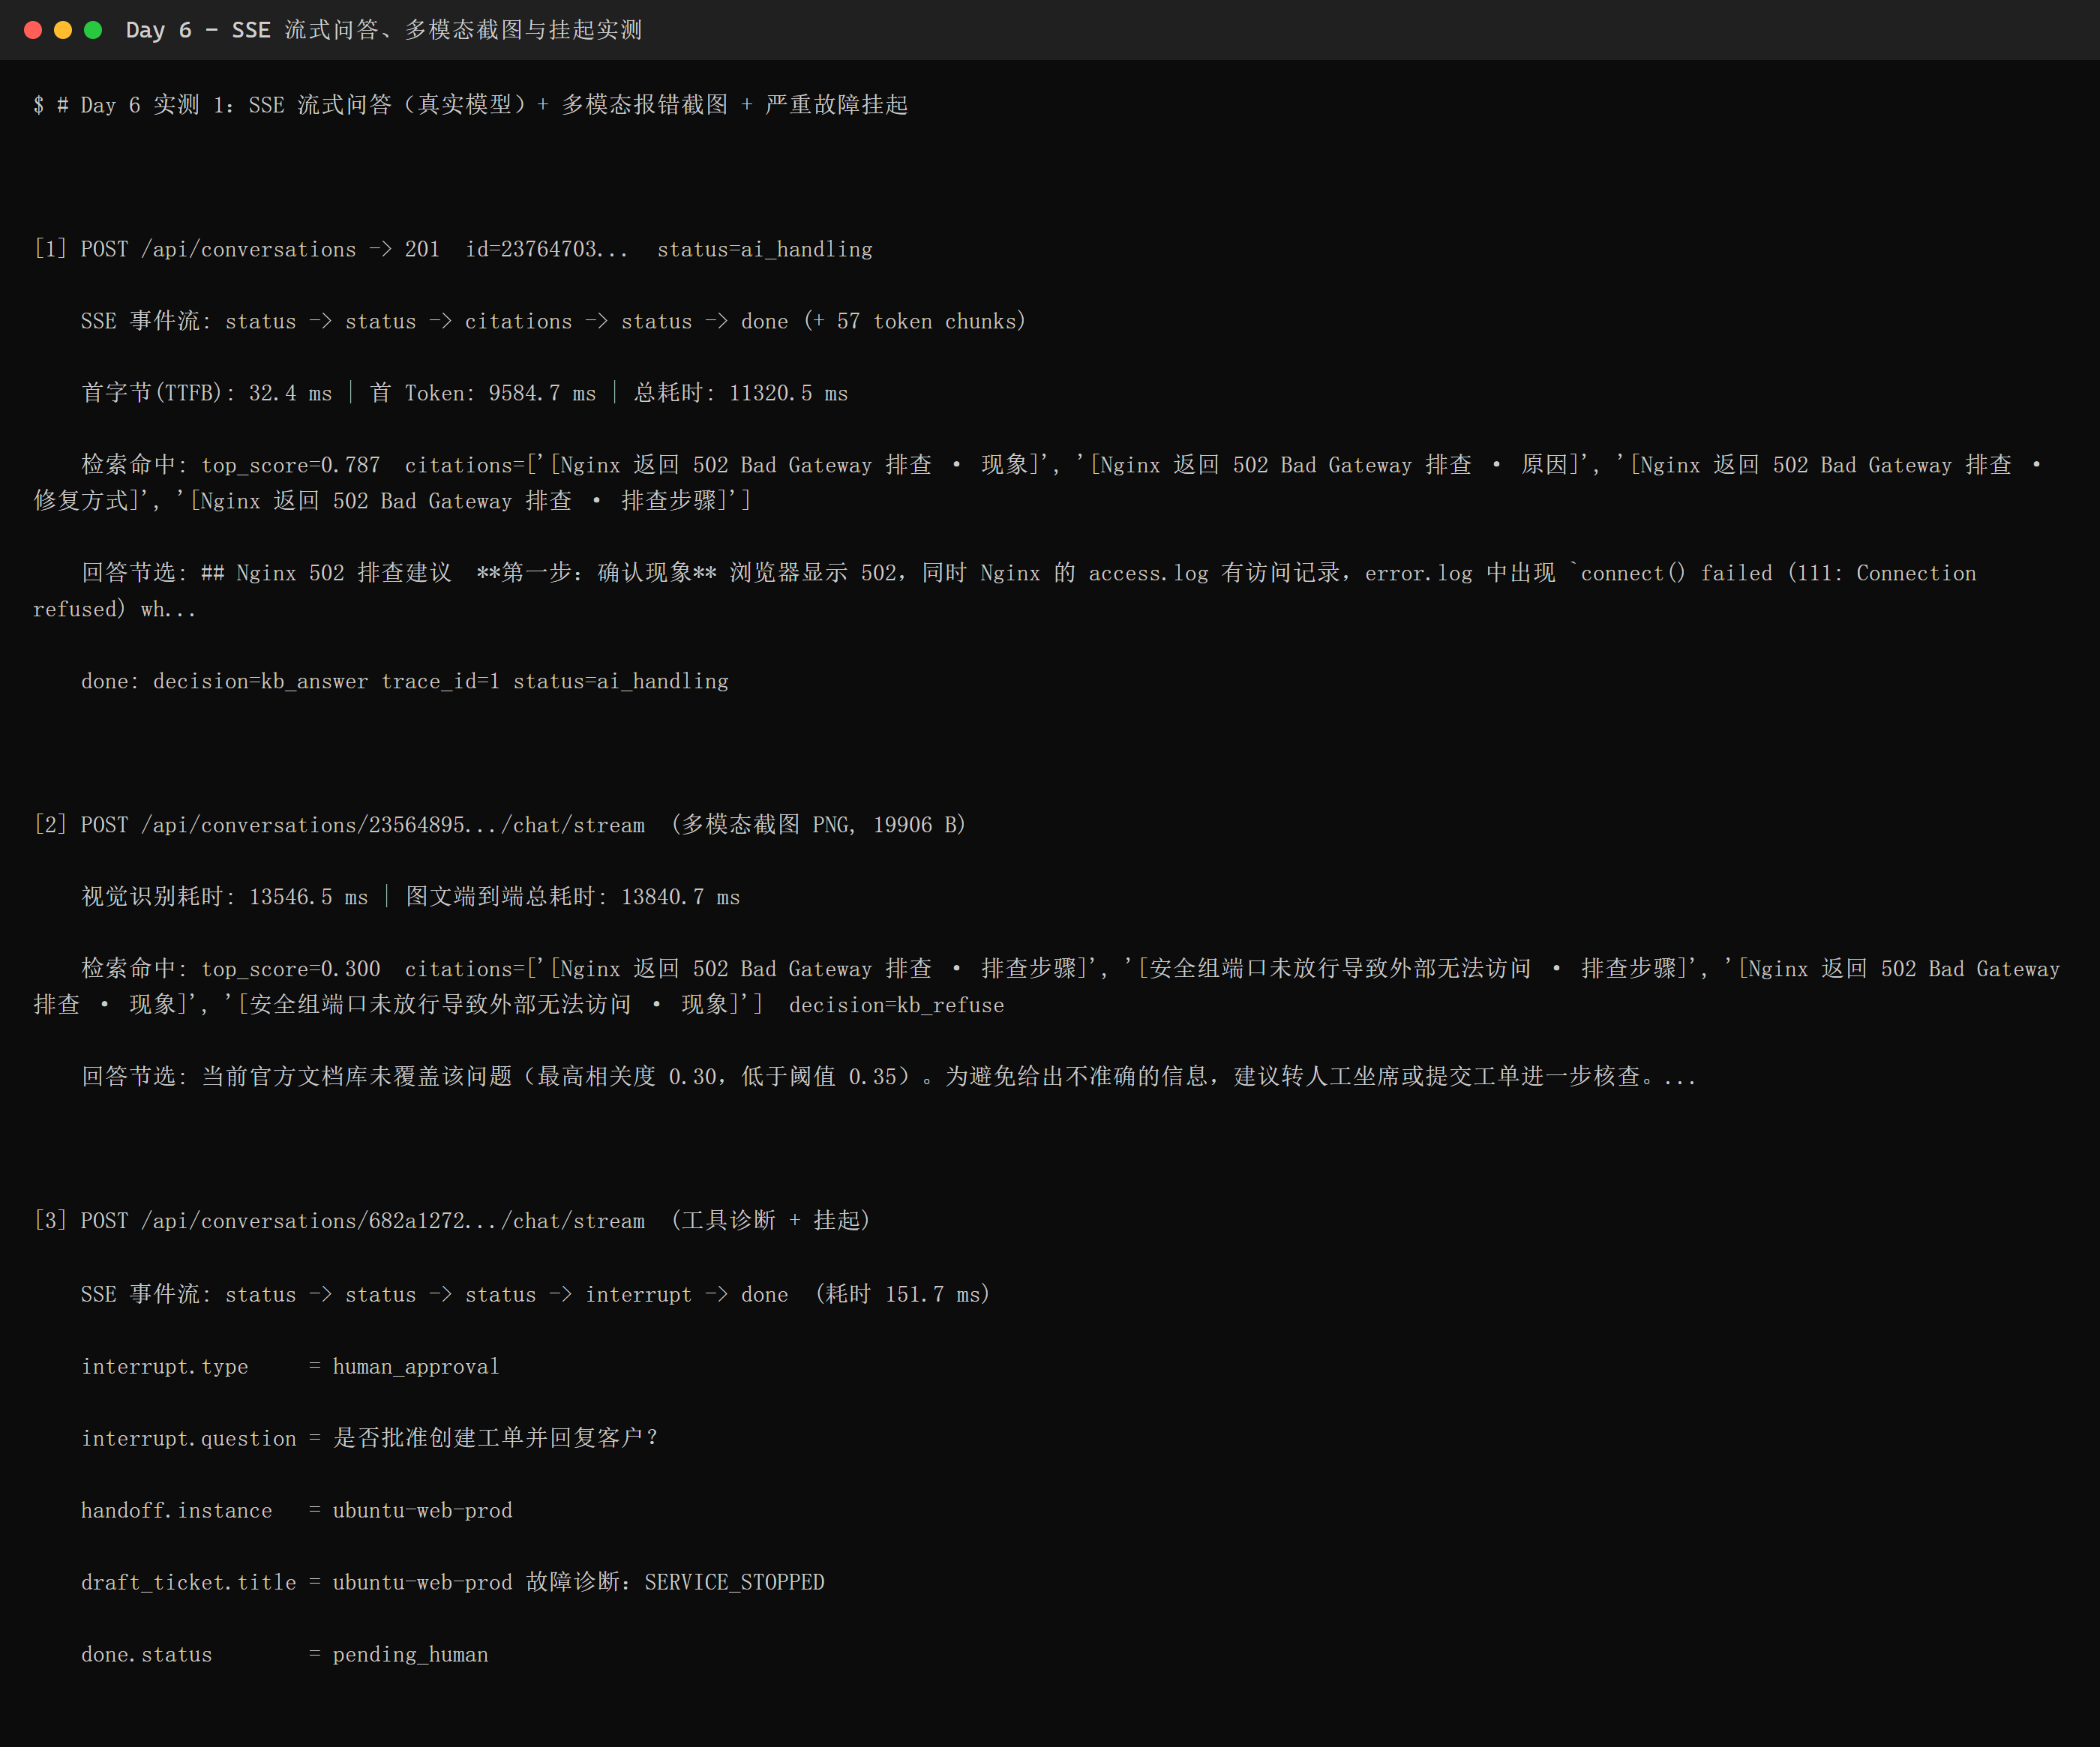 Day 6 - SSE 流式问答、多模态截图与挂起实测
$ # Day 6 实测 1：SSE 流式问答（真实模型）+ 多模态报错截图 + 严重故障挂起
[1] POST /api/conversations -> 201  id=23764703...  status=ai_handling
SSE 事件流: status -> status -> citations -> status -> done (+ 57 token chunks)
首字节(TTFB): 32.4 ms | 首 Token: 9584.7 ms | 总耗时: 11320.5 ms
检索命中: top_score=0.787  citations=['[Nginx 返回 502 Bad Gateway 排查 · 现象]', '[Nginx 返回 502 Bad Gateway 排查 · 原因]', '[Nginx 返回 502 Bad Gateway 排查 ·
修复方式]', '[Nginx 返回 502 Bad Gateway 排查 · 排查步骤]']
回答节选: ## Nginx 502 排查建议  **第一步：确认现象** 浏览器显示 502，同时 Nginx 的 access.log 有访问记录，error.log 中出现 `connect() failed (111: Connection
refused) wh...
done: decision=kb_answer trace_id=1 status=ai_handling
[2] POST /api/conversations/23564895.../chat/stream  (多模态截图 PNG, 19906 B)
视觉识别耗时: 13546.5 ms | 图文端到端总耗时: 13840.7 ms
检索命中: top_score=0.300  citations=['[Nginx 返回 502 Bad Gateway 排查 · 排查步骤]', '[安全组端口未放行导致外部无法访问 · 排查步骤]', '[Nginx 返回 502 Bad Gateway
排查 · 现象]', '[安全组端口未放行导致外部无法访问 · 现象]']  decision=kb_refuse
回答节选: 当前官方文档库未覆盖该问题（最高相关度 0.30，低于阈值 0.35）。为避免给出不准确的信息，建议转人工坐席或提交工单进一步核查。...
[3] POST /api/conversations/682a1272.../chat/stream  (工具诊断 + 挂起)
SSE 事件流: status -> status -> status -> interrupt -> done  (耗时 151.7 ms)
interrupt.type     = human_approval
interrupt.question = 是否批准创建工单并回复客户？
handoff.instance   = ubuntu-web-prod
draft_ticket.title = ubuntu-web-prod 故障诊断：SERVICE_STOPPED
done.status        = pending_human